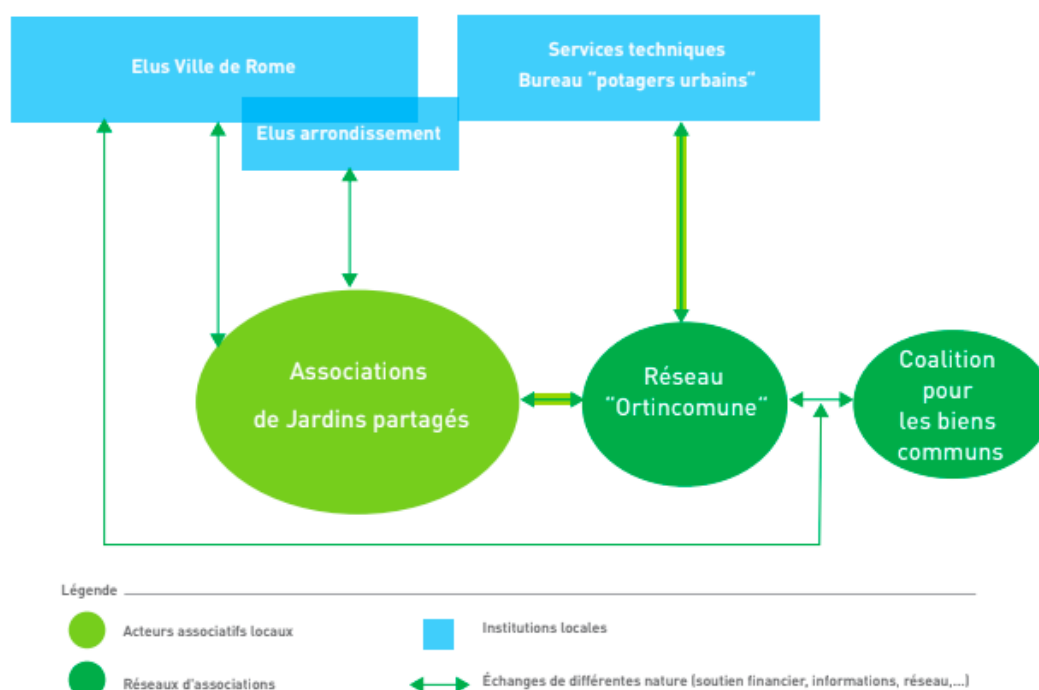 Elus Ville de Rome
Services techniques
Bureau "potagers urbains"
Elus arrondissement
Associations
de Jardins partagés
Réseau
"Ortincomune"
Coalition
pour
les biens
communs
Légende
Acteurs associatifs locaux
Institutions locales
Réseaux d'associations
Échanges de différentes nature (soutien financier, informations, réseau,...)